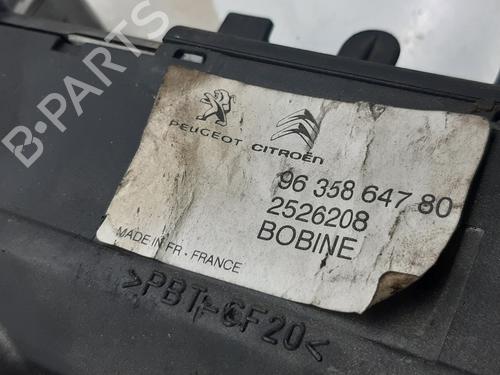 B-PARTS
PEUGEOT CITROËN
96 358 647 80
2526208
BOBINE
MADE IN FR - FRANCE
>PBT-GF20<